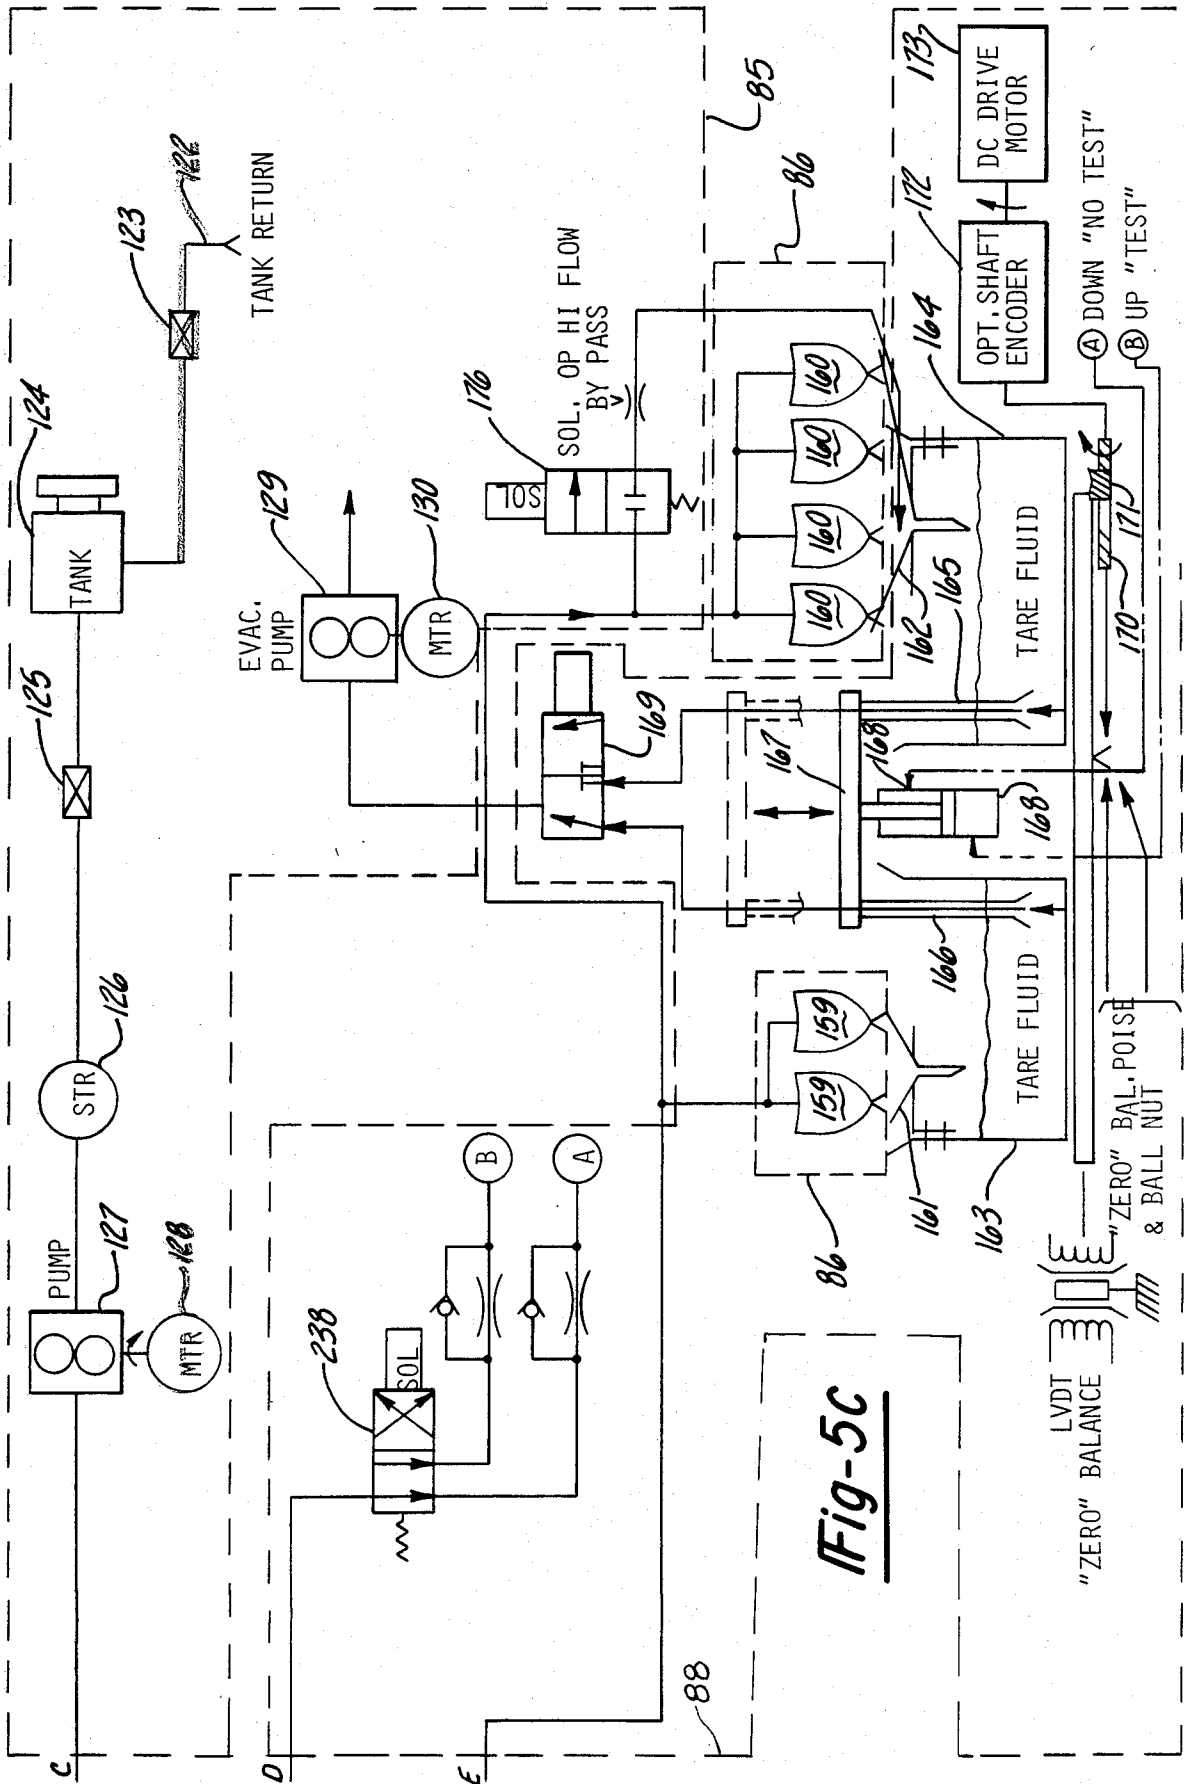 C
D
E
PUMP
127
MTR
128
STR
126
125
TANK
124
123
122
TANK RETURN
EVAC.
PUMP
129
MTR
130
85
238
SOL
B
A
169
SOL
176
SOL. OP HI FLOW
BY PASS
86
160
160
160
160
159
159
86
161
163
TARE FLUID
166
167
168
168
162
165
TARE FLUID
164
170
171
OPT. SHAFT
ENCODER
172
DC DRIVE
MOTOR
173
A DOWN "NO TEST"
B UP "TEST"
"ZERO" BAL. POISE
& BALL NUT
LVDT
"ZERO" BALANCE
88
Fig-5C